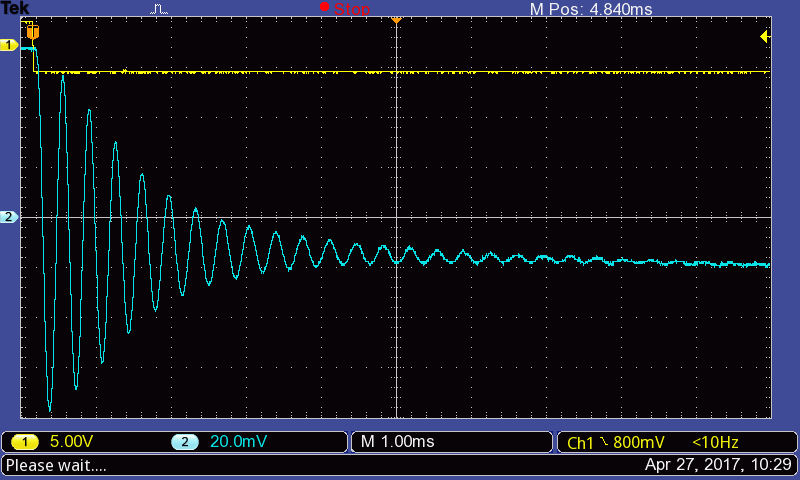 Tek Stop M Pos: 4.840ms
1
2
1 5.00V 2 20.0mV M 1.00ms Ch1 \ 800mV <10Hz
Please wait.... Apr 27, 2017, 10:29